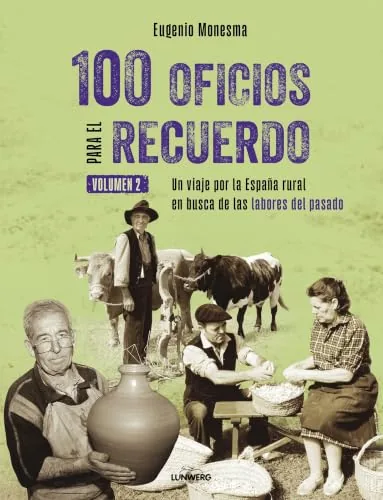 Eugenio Monesma
100 OFICIOS
PARA EL
RECUERDO
VOLUMEN 2
Un viaje por la España rural
en busca de las labores del pasado
LUNWERG